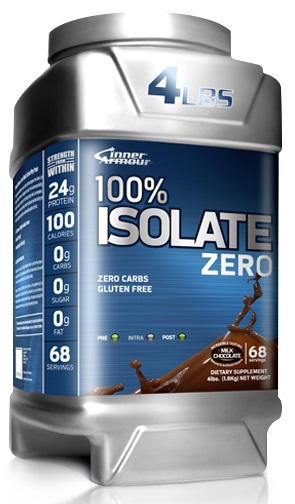 4LBS
STRENGTH
FROM
WITHIN
24g
PROTEIN
100
CALORIES
0g
CARBS
0g
SUGAR
0g
FAT
68
SERVINGS
inner
ARMOUR
100%
ISOLATE
ZERO
ZERO CARBS
GLUTEN FREE
PRE INTRA POST
MILK
CHOCOLATE
68
servings
DIETARY SUPPLEMENT
4lbs. (1.8Kg) NET WEIGHT